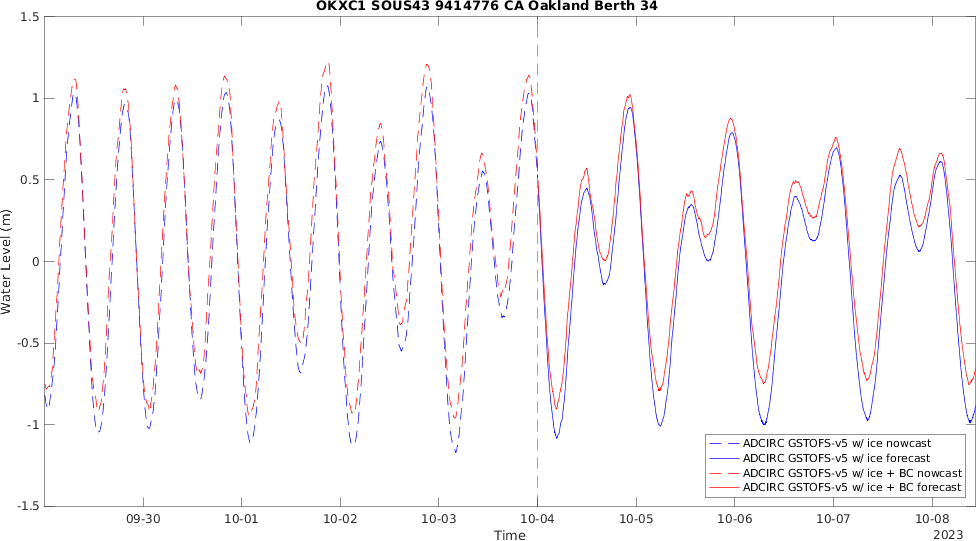 OKXC1 SOUS43 9414776 CA Oakland Berth 34
1.5
1
0.5
0
-0.5
-1
-1.5
Water Level (m)
09-30
10-01
10-02
10-03
10-04
10-05
10-06
10-07
10-08
Time
2023
ADCIRC GSTOFS-v5 w/ ice nowcast
ADCIRC GSTOFS-v5 w/ ice forecast
ADCIRC GSTOFS-v5 w/ ice + BC nowcast
ADCIRC GSTOFS-v5 w/ ice + BC forecast